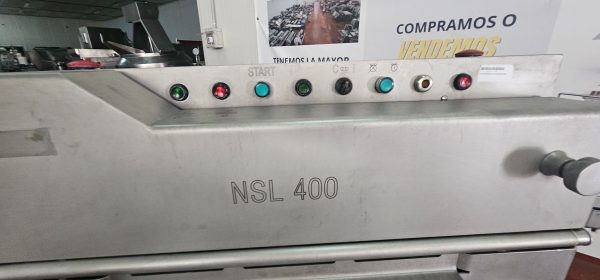 COMPRAMOS O
VENDEMOS
TENEMOS LA MAYOR
START
NSL 400